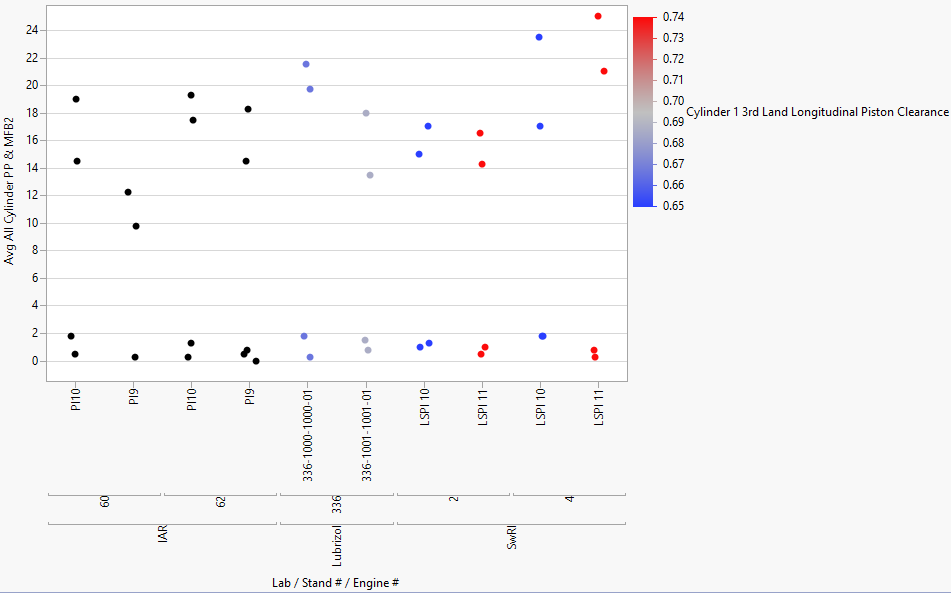 Avg All Cylinder PP & MFB2
24
22
20
18
16
14
12
10
8
6
4
2
0
0.74
0.73
0.72
0.71
0.70
0.69
0.68
0.67
0.66
0.65
Cylinder 1 3rd Land Longitudinal Piston Clearance
PI10
PI9
PI10
PI9
336-1000-1000-01
336-1001-1001-01
LSPI 10
LSPI 11
LSPI 10
LSPI 11
60
62
336
2
4
IAR
Lubrizol
SwRI
Lab / Stand # / Engine #